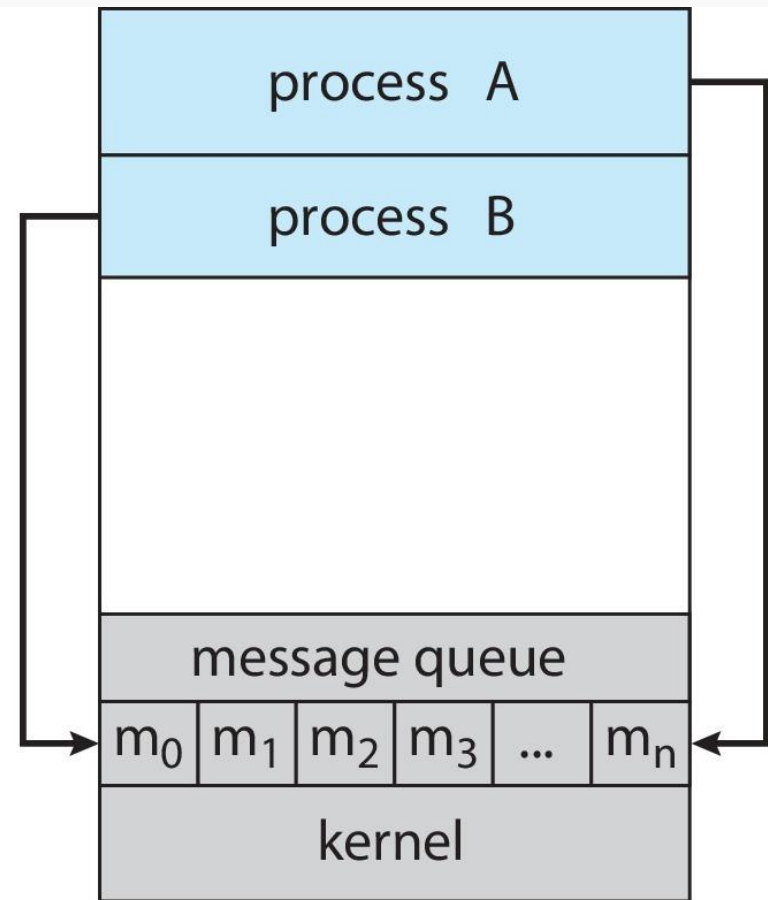 process A
process B
message queue
m₀ m₁ m₂ m₃ ... mₙ
kernel